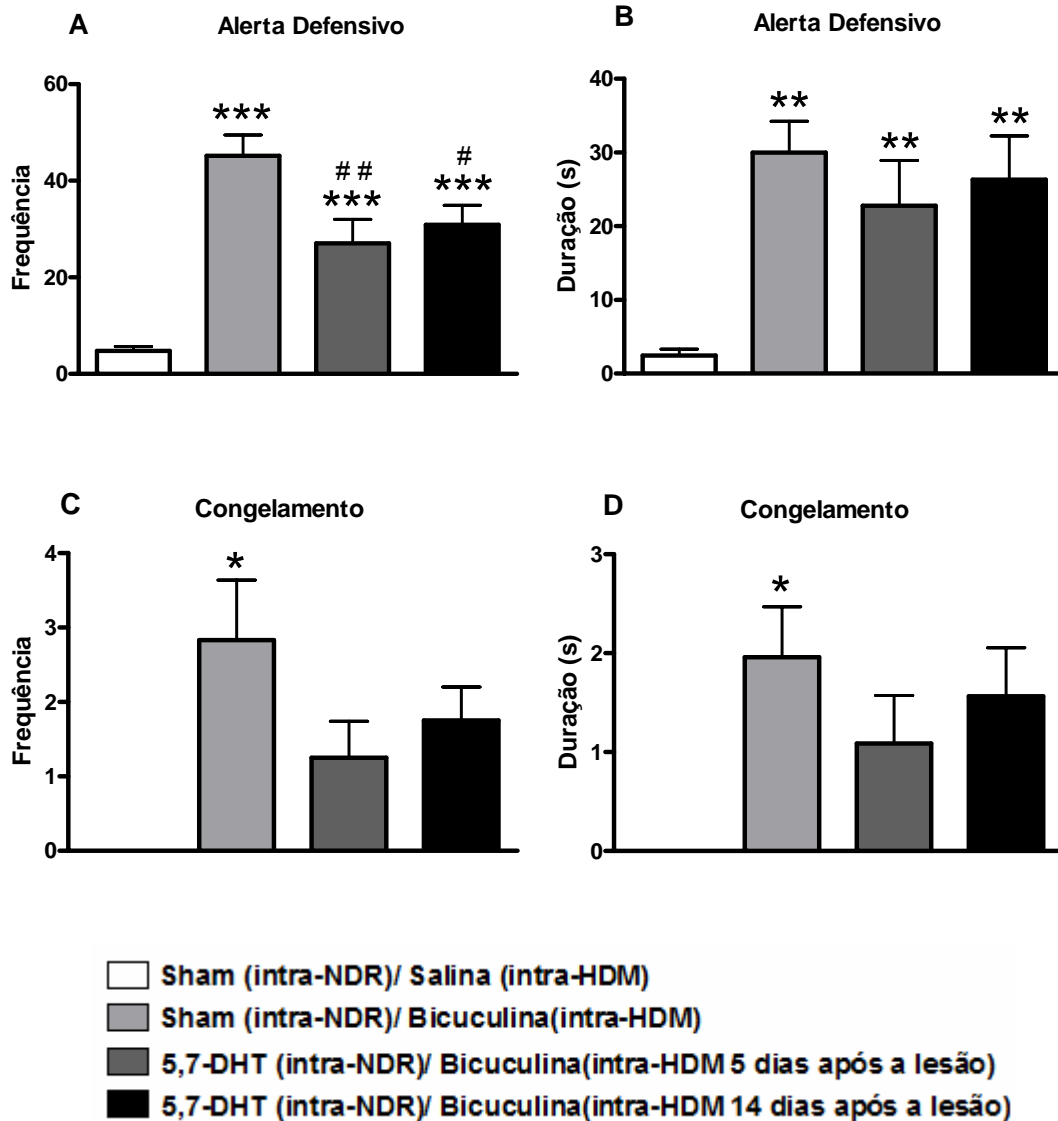 A
Alerta Defensivo
60
40
20
0
Frequência
***
# #
***
#
***
B
Alerta Defensivo
40
30
20
10
0
Duração (s)
**
**
**
C
Congelamento
4
3
2
1
0
Frequência
*
D
Congelamento
3
2
1
0
Duração (s)
*
Sham (intra-NDR)/ Salina (intra-HDM)
Sham (intra-NDR)/ Bicuculina(intra-HDM)
5,7-DHT (intra-NDR)/ Bicuculina(intra-HDM 5 dias após a lesão)
5,7-DHT (intra-NDR)/ Bicuculina(intra-HDM 14 dias após a lesão)